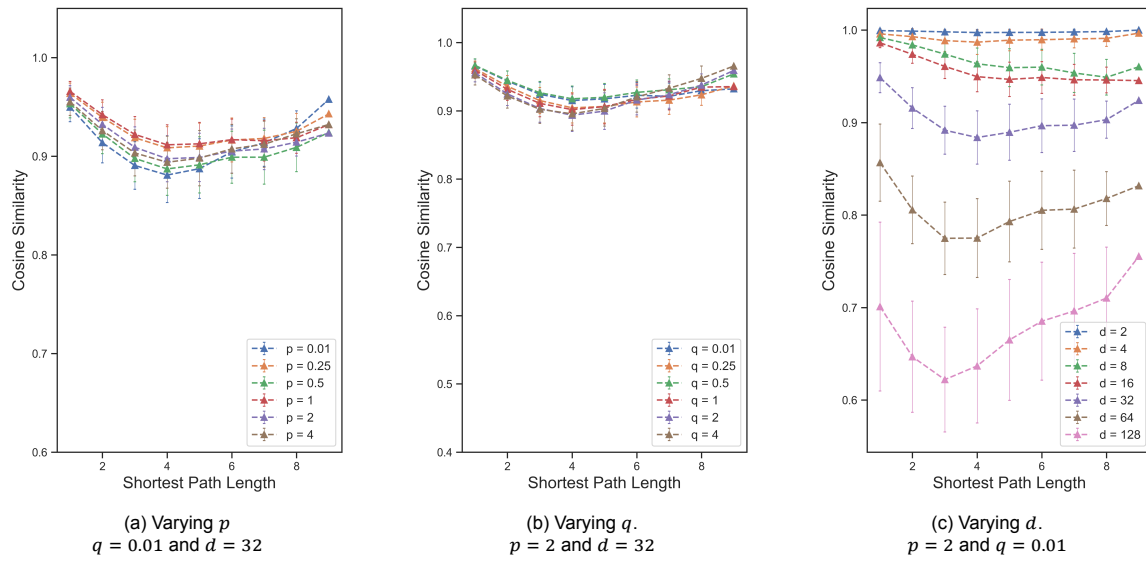 1.0
0.9
0.8
0.7
0.6
Cosine Similarity
2
4
6
8
Shortest Path Length
p = 0.01
p = 0.25
p = 0.5
p = 1
p = 2
p = 4
(a) Varying p
q = 0.01 and d = 32
1.0
0.9
0.8
0.7
0.6
0.5
0.4
Cosine Similarity
2
4
6
8
Shortest Path Length
q = 0.01
q = 0.25
q = 0.5
q = 1
q = 2
q = 4
(b) Varying q.
p = 2 and d = 32
1.0
0.9
0.8
0.7
0.6
Cosine Similarity
2
4
6
8
Shortest Path Length
d = 2
d = 4
d = 8
d = 16
d = 32
d = 64
d = 128
(c) Varying d.
p = 2 and q = 0.01